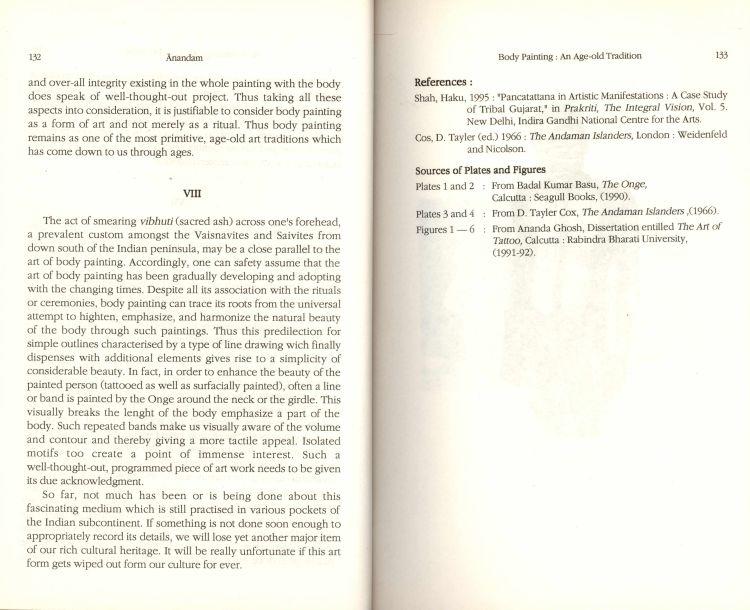 132
Ānandam
and over-all integrity existing in the whole painting with the body
does speak of well-thought-out project. Thus taking all these
aspects into consideration, it is justifiable to consider body painting
as a form of art and not merely as a ritual. Thus body painting
remains as one of the most primitive, age-old art traditions which
has come down to us through ages.
VIII
The act of smearing vibhuti (sacred ash) across one's forehead,
a prevalent custom amongst the Vaisnavites and Saivites from
down south of the Indian peninsula, may be a close parallel to the
art of body painting. Accordingly, one can safety assume that the
art of body painting has been gradually developing and adopting
with the changing times. Despite all its association with the rituals
or ceremonies, body painting can trace its roots from the universal
attempt to highten, emphasize, and harmonize the natural beauty
of the body through such paintings. Thus this predilection for
simple outlines characterised by a type of line drawing wich finally
dispenses with additional elements gives rise to a simplicity of
considerable beauty. In fact, in order to enhance the beauty of the
painted person (tattooed as well as surfacially painted), often a line
or band is painted by the Onge around the neck or the girdle. This
visually breaks the lenght of the body emphasize a part of the
body. Such repeated bands make us visually aware of the volume
and contour and thereby giving a more tactile appeal. Isolated
motifs too create a point of immense interest. Such a
well-thought-out, programmed piece of art work needs to be given
its due acknowledgment.
So far, not much has been or is being done about this
fascinating medium which is still practised in various pockets of
the Indian subcontinent. If something is not done soon enough to
appropriately record its details, we will lose yet another major item
of our rich cultural heritage. It will be really unfortunate if this art
form gets wiped out form our culture for ever.
Body Painting : An Age-old Tradition
133
References :
Shah, Haku, 1995 : "Pancatattana in Artistic Manifestations : A Case Study
of Tribal Gujarat," in Prakriti, The Integral Vision, Vol. 5.
New Delhi, Indira Gandhi National Centre for the Arts.
Cos, D. Tayler (ed.) 1966 : The Andaman Islanders, London : Weidenfeld
and Nicolson.
Sources of Plates and Figures
Plates 1 and 2 : From Badal Kumar Basu, The Onge,
Calcutta : Seagull Books, (1990).
Plates 3 and 4 : From D. Tayler Cox, The Andaman Islanders ,(1966).
Figures 1 — 6 : From Ananda Ghosh, Dissertation entilled The Art of
Tattoo, Calcutta : Rabindra Bharati University,
(1991-92).